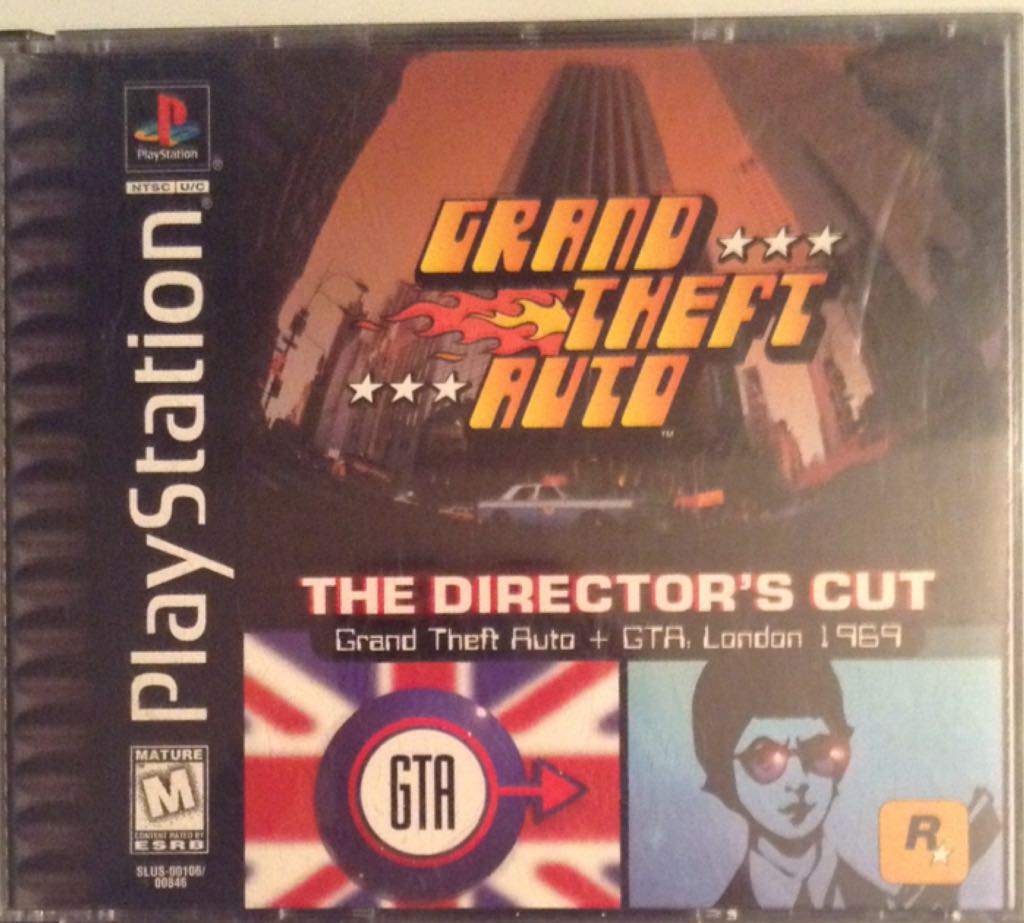 PlayStation
NTSC U/C
PlayStation
GRAND
THEFT
AUTO
TM
THE DIRECTOR'S CUT
Grand Theft Auto + GTA: London 1969
GTA
R
MATURE
M
CONTENT RATED BY
ESRB
SLUS-00106/
00846